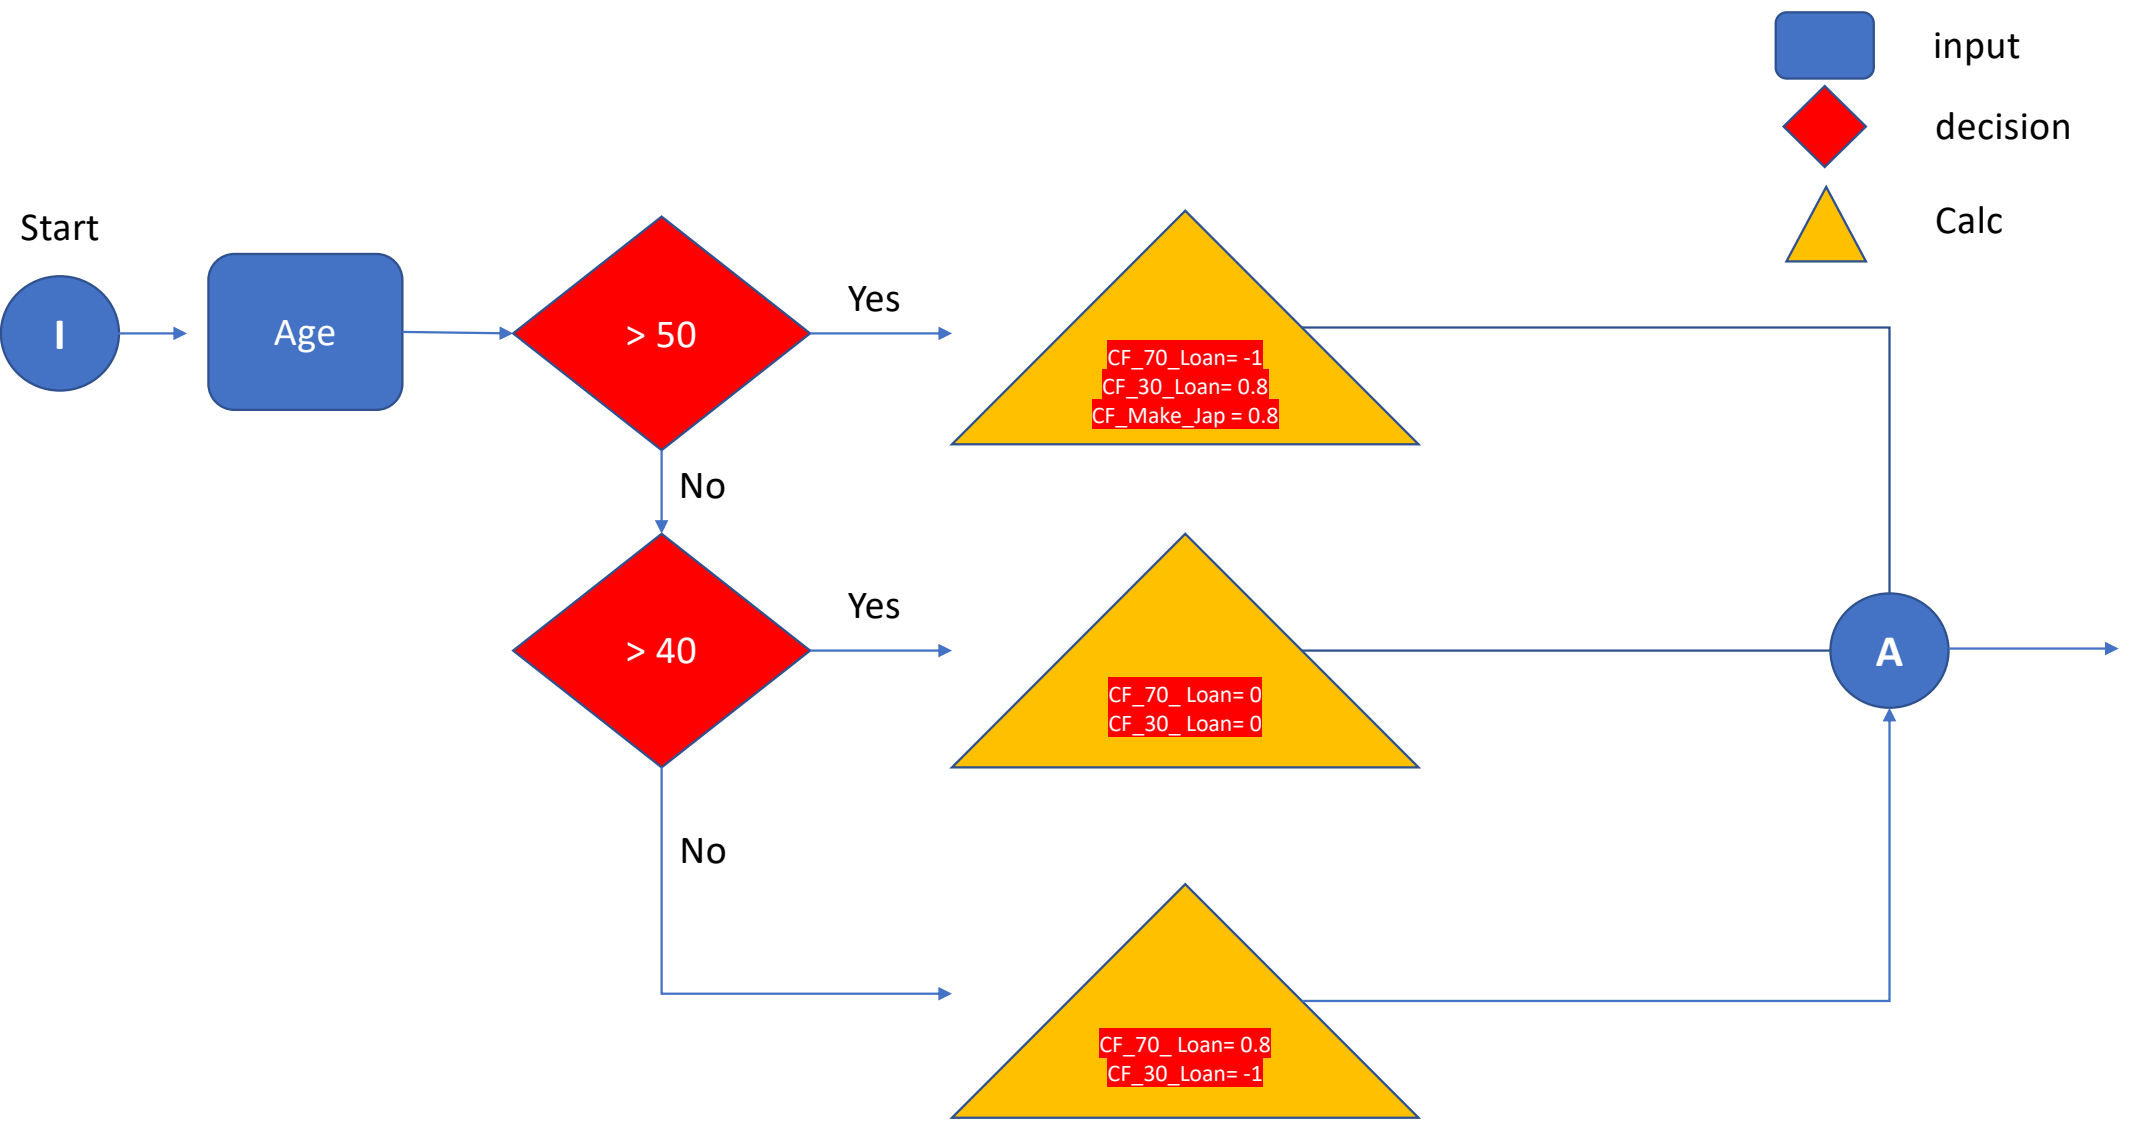 input
decision
Calc
Start
I
Age
> 50
Yes
CF_70_Loan= -1
CF_30_Loan= 0.8
CF_Make_Jap = 0.8
No
> 40
Yes
CF_70_ Loan= 0
CF_30_ Loan= 0
A
No
CF_70_ Loan= 0.8
CF_30_Loan= -1